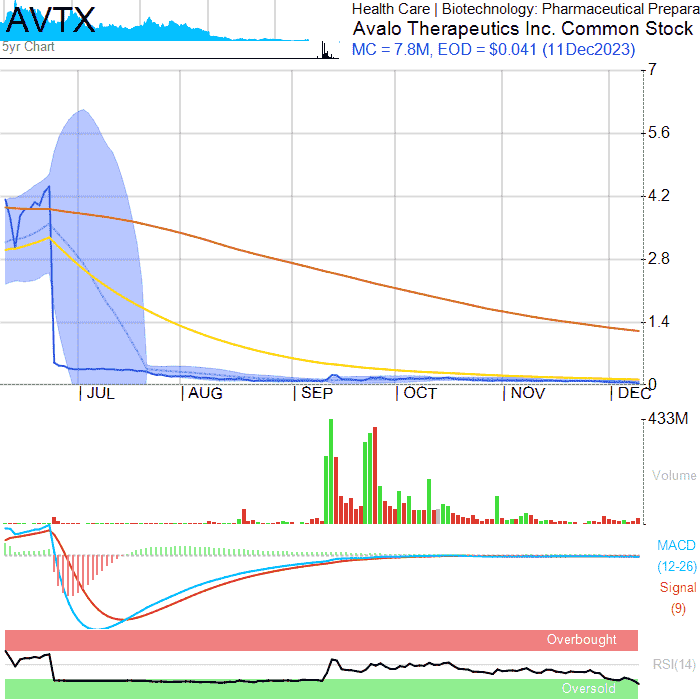 AVTX
Health Care | Biotechnology: Pharmaceutical Prepara
Avalo Therapeutics Inc. Common Stock
5yr Chart
MC = 7.8M, EOD = $0.041 (11Dec2023)
7
5.6
4.2
2.8
1.4
0
| JUL | AUG | SEP | OCT | NOV | DEC
433M
Volume
MACD
(12-26)
Signal
(9)
Overbought
RSI(14)
Oversold